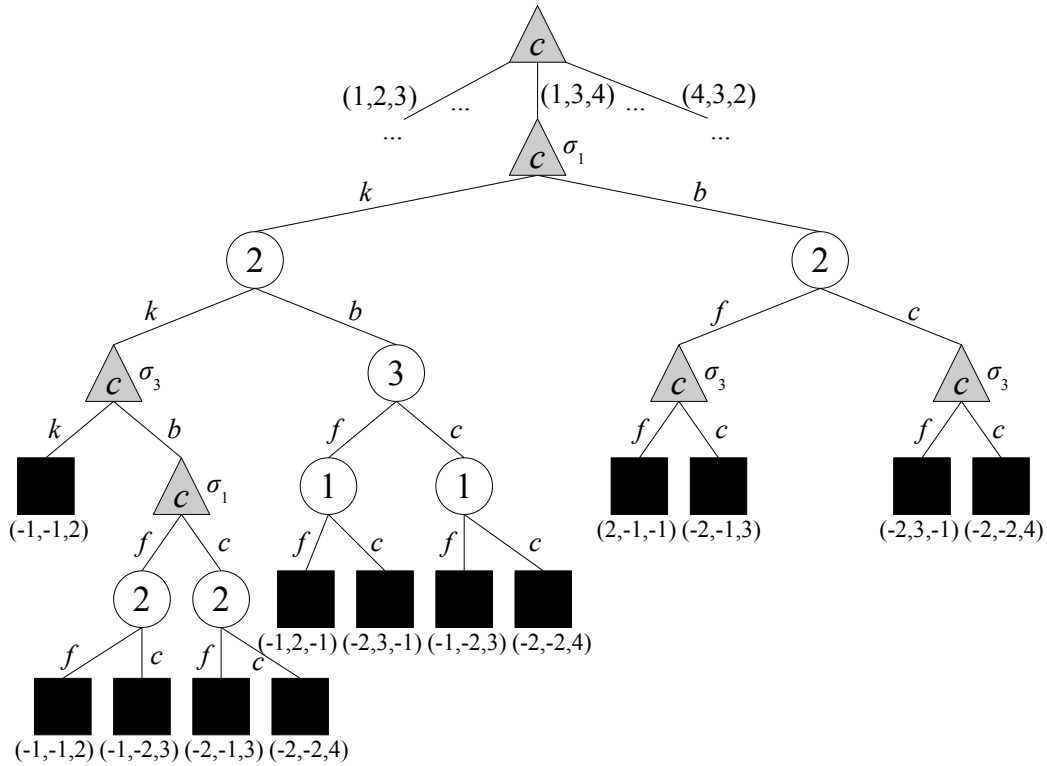 c
(1,2,3) ... (1,3,4) ... (4,3,2)
... ...
c σ1
k b
2 2
k b f c
c σ3 3 c σ3 c σ3
k b f c f c f c
c σ1 1 1
(-1,-1,2) (2,-1,-1) (-2,-1,3) (-2,3,-1) (-2,-2,4)
f c f c f c
2 2
(-1,2,-1) (-2,3,-1) (-1,-2,3) (-2,-2,4)
f c f c
(-1,-1,2) (-1,-2,3) (-2,-1,3) (-2,-2,4)